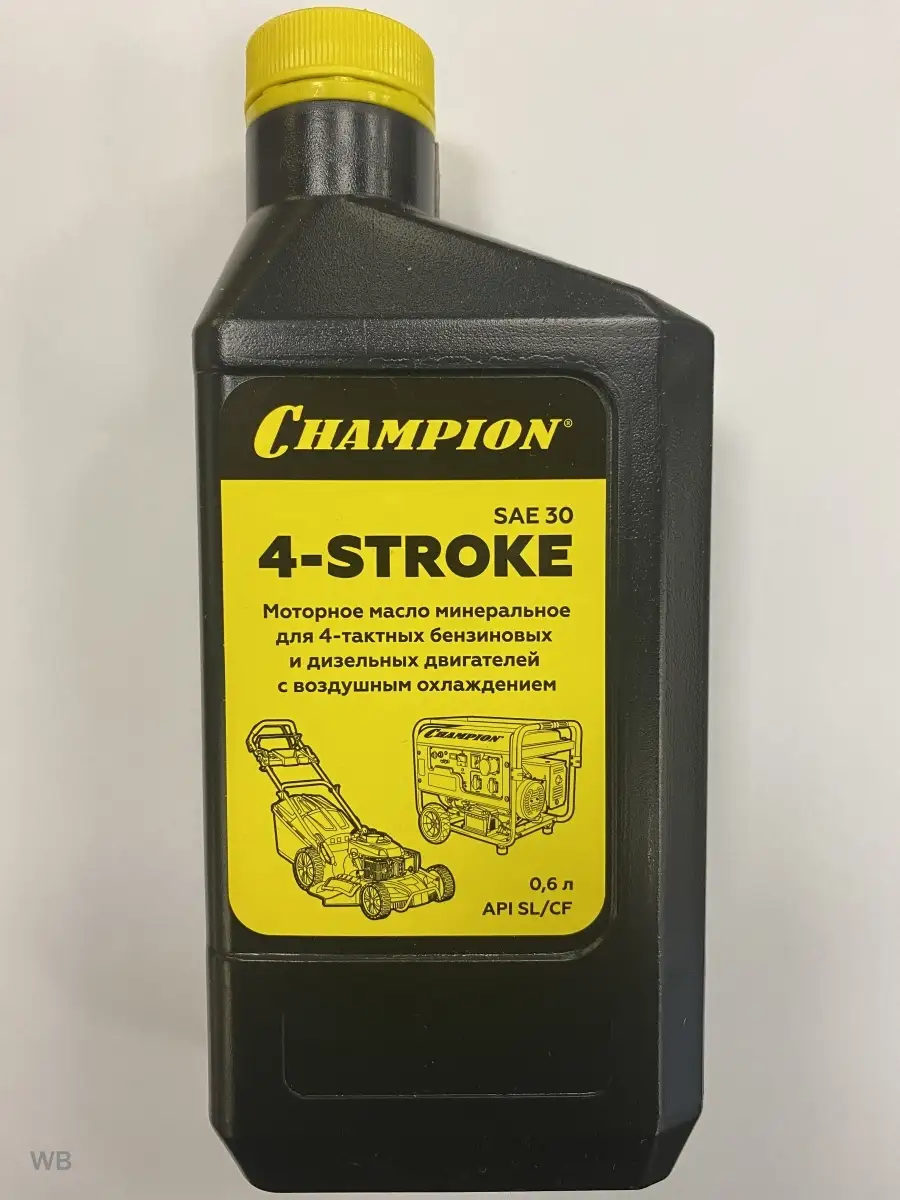 CHAMPION®
SAE 30
4-STROKE
Моторное масло минеральное
для 4-тактных бензиновых
и дизельных двигателей
с воздушным охлаждением
CHAMPION
0,6 л
API SL/CF
WB